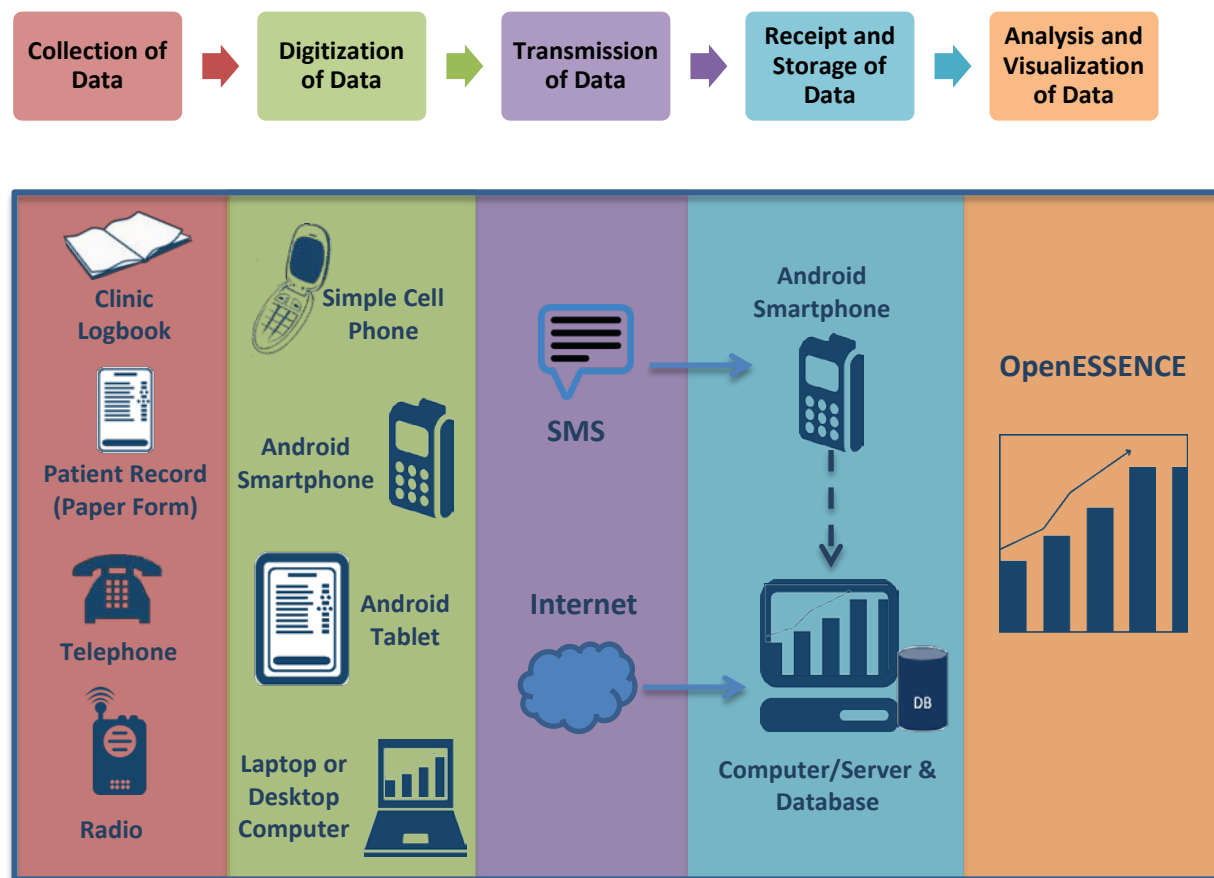 Collection of
Data
Digitization
of Data
Transmission
of Data
Receipt and
Storage of
Data
Analysis and
Visualization
of Data
Clinic
Logbook
Patient Record
(Paper Form)
Telephone
Radio
Simple Cell
Phone
Android
Smartphone
Android
Tablet
Laptop or
Desktop
Computer
SMS
Internet
Android
Smartphone
DB
Computer/Server &
Database
OpenESSENCE